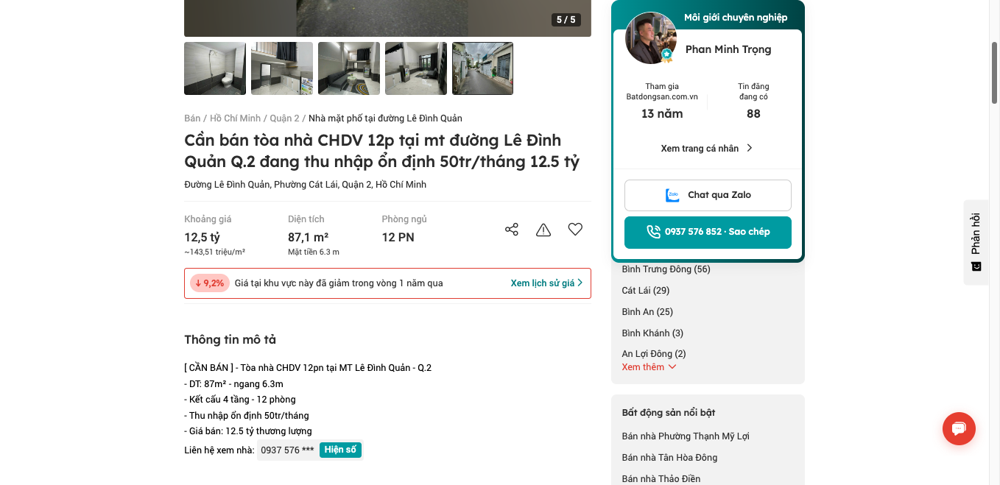 5 / 5
Bán / Hồ Chí Minh / Quận 2 / Nhà mặt phố tại đường Lê Đình Quản
Cần bán tòa nhà CHDV 12p tại mt đường Lê Đình
Quản Q.2 đang thu nhập ổn định 50tr/tháng 12.5 tỷ
Đường Lê Đình Quản, Phường Cát Lái, Quận 2, Hồ Chí Minh
Khoảng giá
12,5 tỷ
~143,51 triệu/m²
Diện tích
87,1 m²
Mặt tiền 6.3 m
Phòng ngủ
12 PN
9,2%
Giá tại khu vực này đã giảm trong vòng 1 năm qua
Xem lịch sử giá
Thông tin mô tả
[ CẦN BÁN ] - Tòa nhà CHDV 12pn tại MT Lê Đình Quản - Q.2
- DT: 87m² - ngang 6.3m
- Kết cấu 4 tầng - 12 phòng
- Thu nhập ổn định 50tr/tháng
- Giá bán: 12.5 tỷ thương lượng
Liên hệ xem nhà: 0937 576 *** Hiện số
Môi giới chuyên nghiệp
Phan Minh Trọng
Tham gia
Batdongsan.com.vn
13 năm
Tin đăng
đang có
88
Xem trang cá nhân
Zalo
Chat qua Zalo
0937 576 852 · Sao chép
Bình Trưng Đông (56)
Cát Lái (29)
Bình An (25)
Bình Khánh (3)
An Lợi Đông (2)
Xem thêm
Bất động sản nổi bật
Bán nhà Phường Thạnh Mỹ Lợi
Bán nhà Tân Hòa Đông
Bán nhà Thảo Điền
Phản hồi